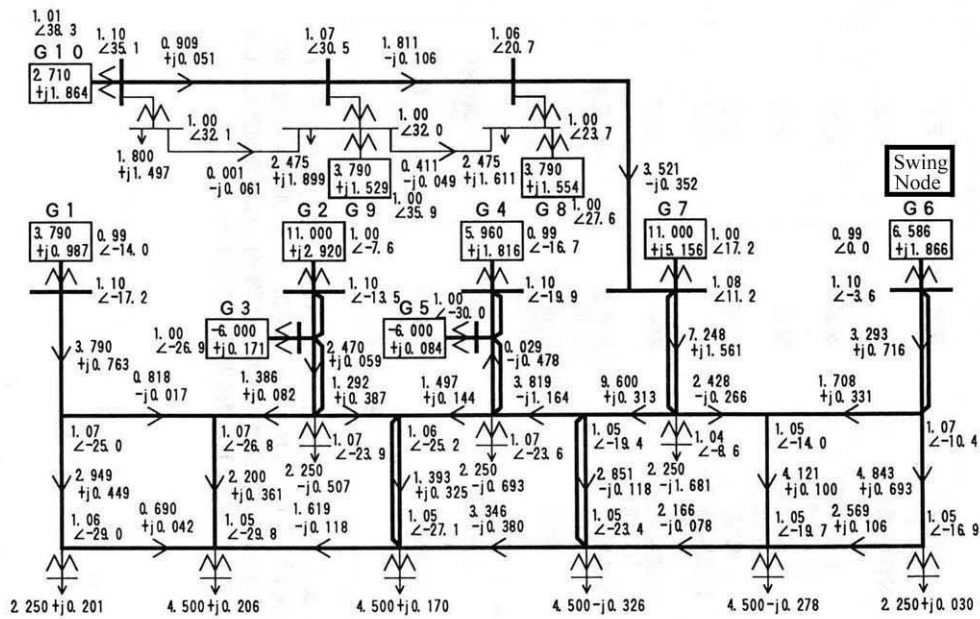 1.01
∠38.3
G10
2.710
+j1.864
1.10
∠35.1
0.909
+j0.051
1.07
∠30.5
1.811
-j0.106
1.06
∠20.7
1.00
∠32.1
1.800
+j1.497
0.001
-j0.061
2.475
+j1.899
1.00
∠32.0
3.790
+j1.529
1.00
∠35.9
G9
0.411
-j0.049
2.475
+j1.611
1.00
∠23.7
3.790
+j1.554
1.00
∠27.6
G8
3.521
-j0.352
Swing
Node
G1
3.790
+j0.987
0.99
∠-14.0
1.10
∠-17.2
G2
11.000
+j2.920
1.00
∠-7.6
1.10
∠-13.5
G4
5.960
+j1.816
0.99
∠-16.7
1.10
∠-19.9
G7
11.000
+j5.156
1.00
∠17.2
1.08
∠11.2
G6
6.586
+j1.866
0.99
∠0.0
1.10
∠-3.6
1.00
∠-26.9
G3
-6.000
+j0.171
1.00
∠-30.0
G5
-6.000
+j0.084
3.790
+j0.763
2.470
+j0.059
0.029
-j0.478
7.248
+j1.561
3.293
+j0.716
0.818
-j0.017
1.386
+j0.082
1.292
+j0.387
1.497
+j0.144
3.819
-j1.164
9.600
+j0.313
2.428
-j0.266
1.708
+j0.331
1.07
∠-25.0
1.07
∠-26.8
1.07
∠-23.9
1.06
∠-25.2
1.07
∠-23.6
1.05
∠-19.4
1.04
∠-8.6
1.05
∠-14.0
1.07
∠-10.4
2.949
+j0.449
2.200
+j0.361
2.250
-j0.507
1.393
+j0.325
2.250
-j0.693
2.851
-j0.118
2.250
-j1.681
4.121
+j0.100
4.843
+j0.693
0.690
+j0.042
1.619
-j0.118
3.346
-j0.380
2.166
-j0.078
2.569
+j0.106
1.06
∠-29.0
1.05
∠-29.8
1.05
∠-27.1
1.05
∠-23.4
1.05
∠-19.7
1.05
∠-16.9
2.250+j0.201
4.500+j0.206
4.500+j0.170
4.500-j0.326
4.500-j0.278
2.250+j0.030